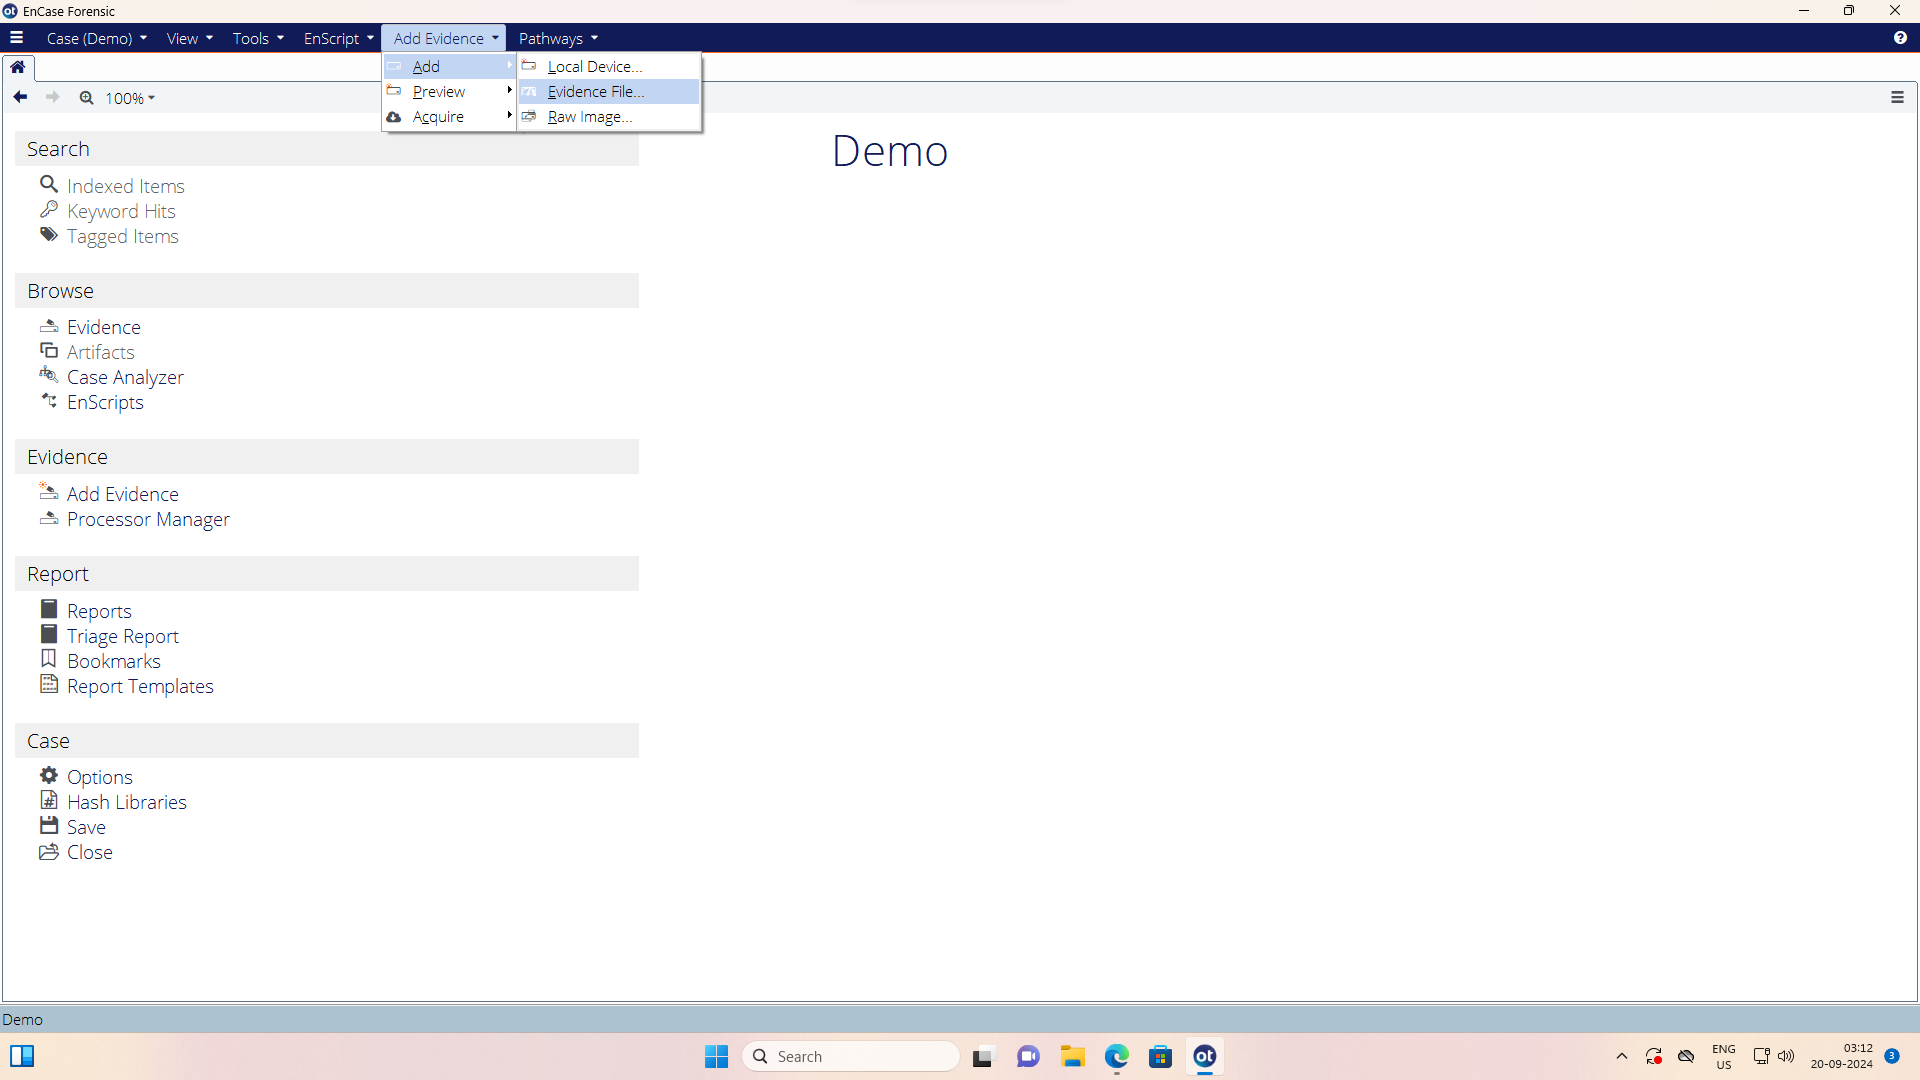 EnCase Forensic
Case (Demo) View Tools EnScript Add Evidence Pathways
Add
Preview
Acquire
Local Device...
Evidence File...
Raw Image...
100%
Demo
Search
Indexed Items
Keyword Hits
Tagged Items
Browse
Evidence
Artifacts
Case Analyzer
EnScripts
Evidence
Add Evidence
Processor Manager
Report
Reports
Triage Report
Bookmarks
Report Templates
Case
Options
Hash Libraries
Save
Close
Demo
Search
ot
ENG
US
03:12
20-09-2024
3